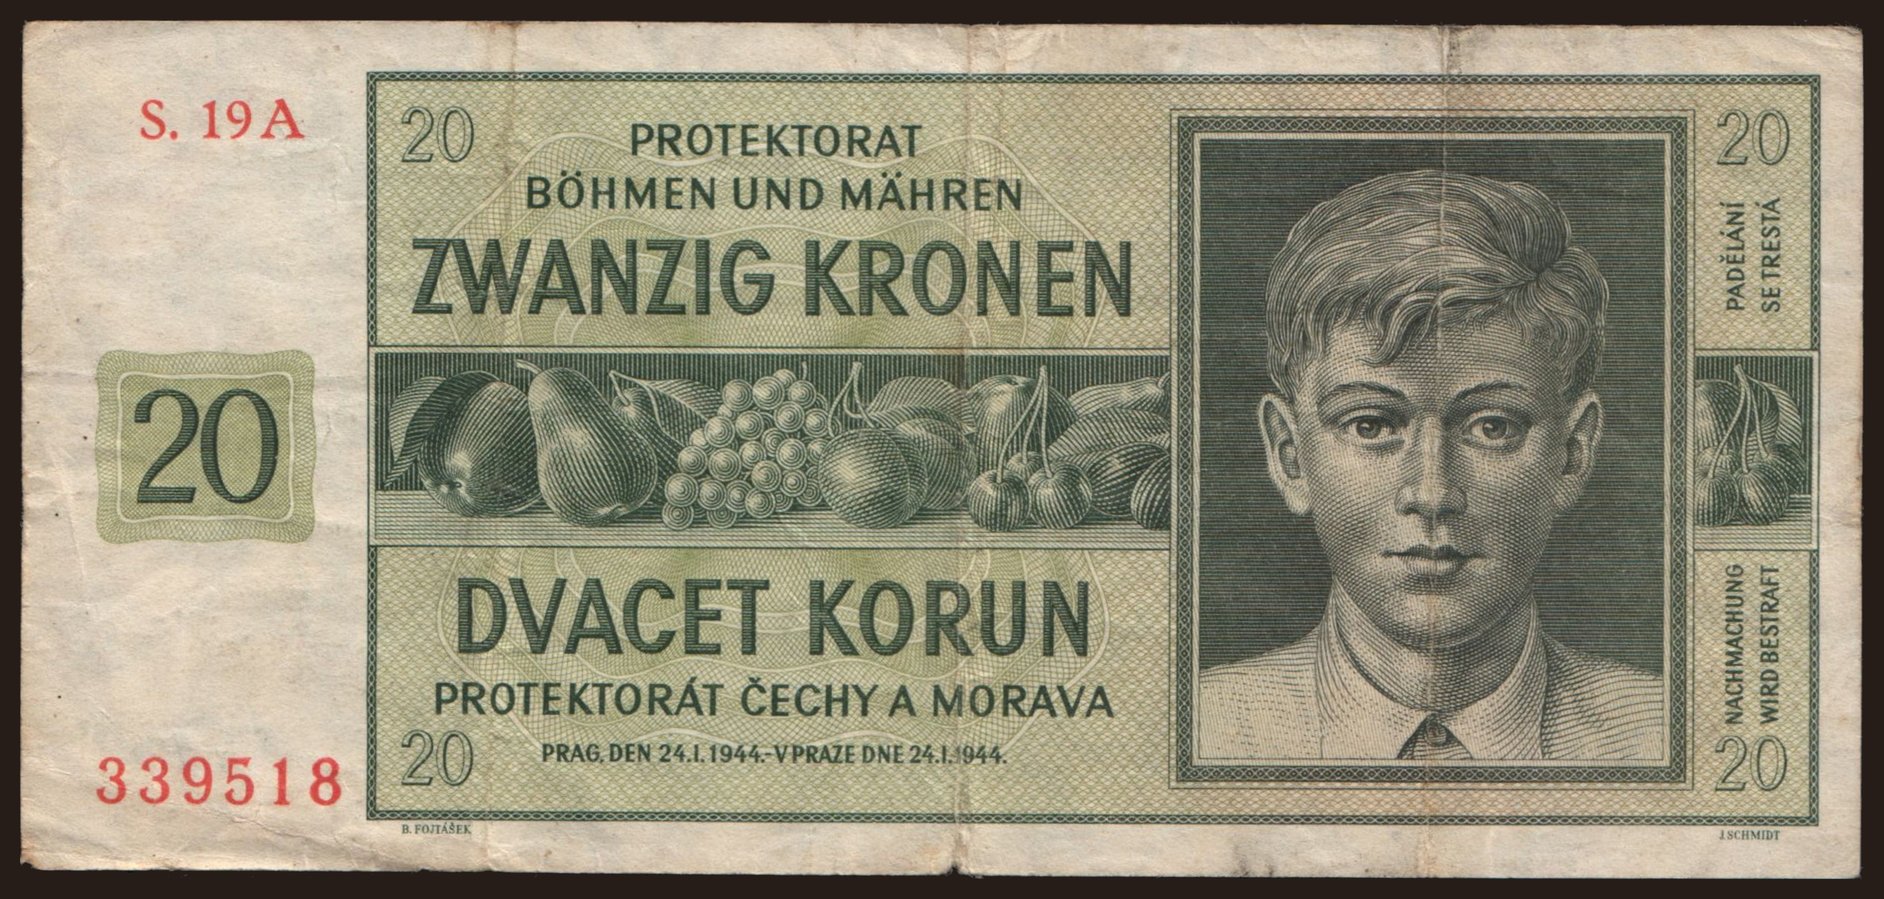 S. 19 A
20
PROTEKTORAT
BÖHMEN UND MÄHREN
ZWANZIG KRONEN
20
PADĚLÁNÍ
SE TRESTÁ
20
DVACET KORUN
PROTEKTORÁT ČECHY A MORAVA
PRAG, DEN 24.I.1944.-V PRAZE DNE 24.I.1944.
NACHMACHUNG
WIRD BESTRAFT
339518
20
20
B. FOJTÁŠEK
J. SCHMIDT